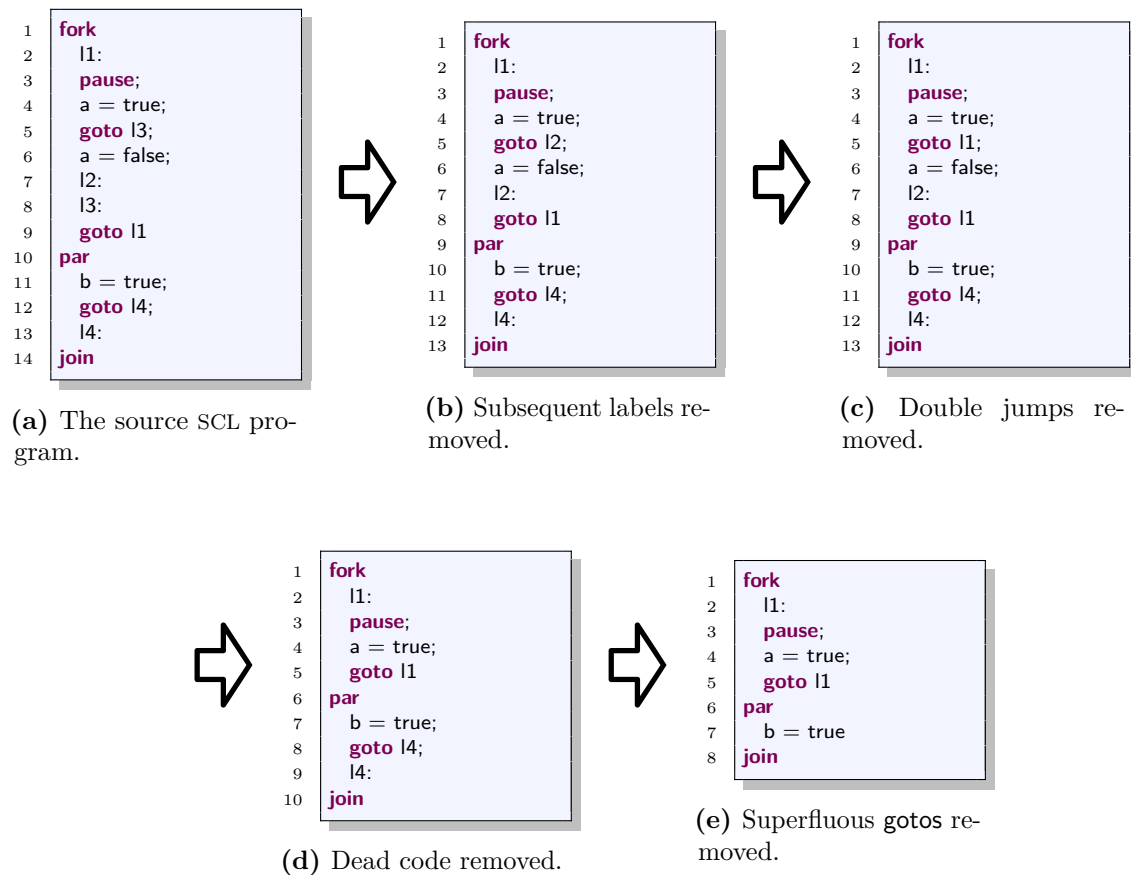 1 fork
2 l1:
3 pause;
4 a = true;
5 goto l3;
6 a = false;
7 l2:
8 l3:
9 goto l1
10 par
11 b = true;
12 goto l4;
13 l4:
14 join
(a) The source SCL pro-
gram.
1 fork
2 l1:
3 pause;
4 a = true;
5 goto l2;
6 a = false;
7 l2:
8 goto l1
9 par
10 b = true;
11 goto l4;
12 l4:
13 join
(b) Subsequent labels re-
moved.
1 fork
2 l1:
3 pause;
4 a = true;
5 goto l1;
6 a = false;
7 l2:
8 goto l1
9 par
10 b = true;
11 goto l4;
12 l4:
13 join
(c) Double jumps re-
moved.
1 fork
2 l1:
3 pause;
4 a = true;
5 goto l1
6 par
7 b = true;
8 goto l4;
9 l4:
10 join
(d) Dead code removed.
1 fork
2 l1:
3 pause;
4 a = true;
5 goto l1
6 par
7 b = true
8 join
(e) Superfluous gotos re-
moved.